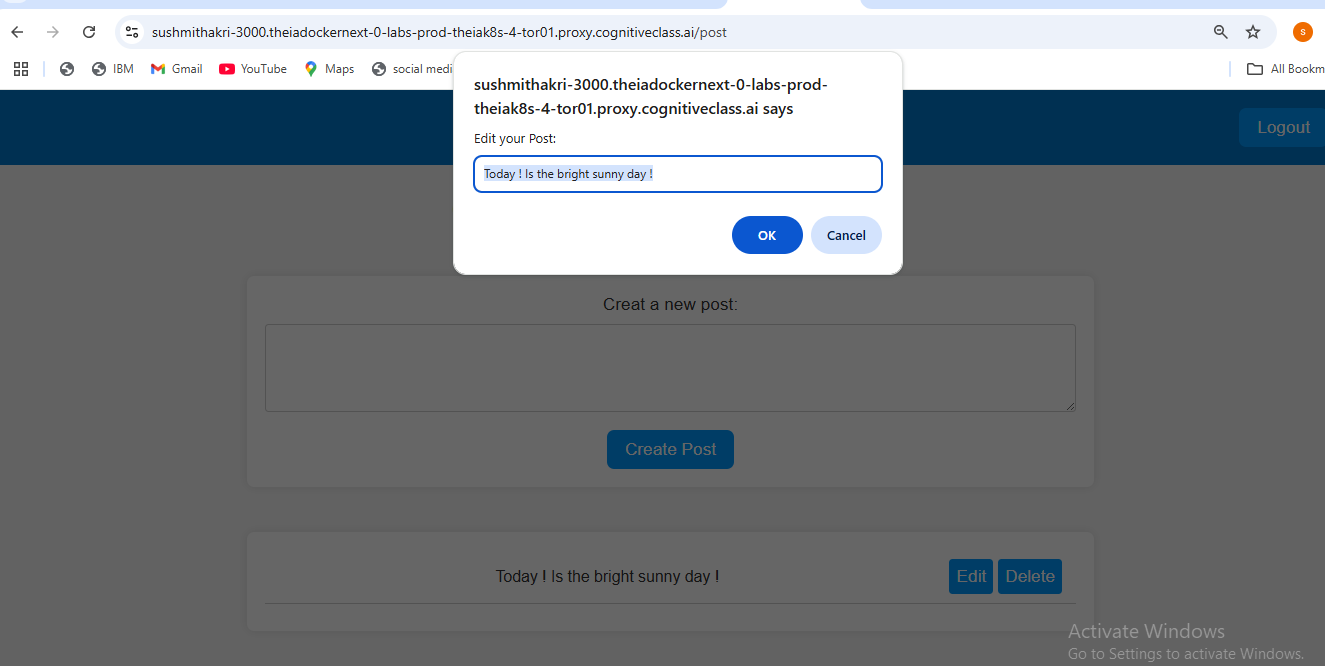 sushmithakri-3000.theiadockernext-0-labs-prod-theiak8s-4-tor01.proxy.cognitiveclass.ai/post
S
IBM
Gmail
YouTube
Maps
social medi
All Bookm
sushmithakri-3000.theiadockernext-0-labs-prod-
theiak8s-4-tor01.proxy.cognitiveclass.ai says
Edit your Post:
Today ! Is the bright sunny day !
OK
Cancel
Logout
Creat a new post:
Create Post
Today ! Is the bright sunny day !
Edit
Delete
Activate Windows
Go to Settings to activate Windows.